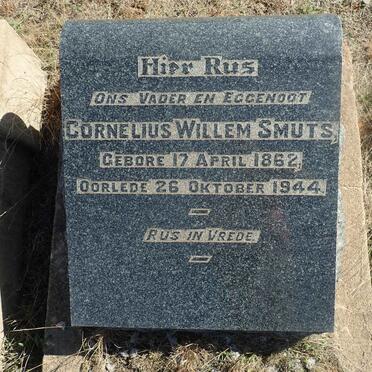 Hier Rus
Ons Vader en Eggenoot
Cornelius Willem Smuts,
Gebore 17 April 1862,
Oorlede 26 Oktober 1944.
Rus in Vrede.